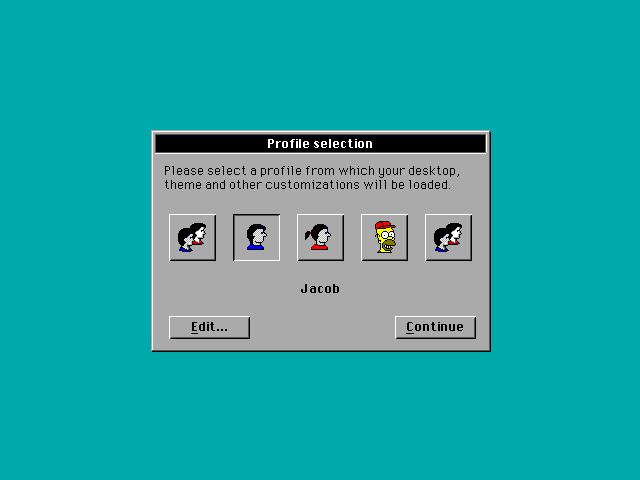 Profile selection
Please select a profile from which your desktop,
theme and other customizations will be loaded.
Jacob
Edit...
Continue